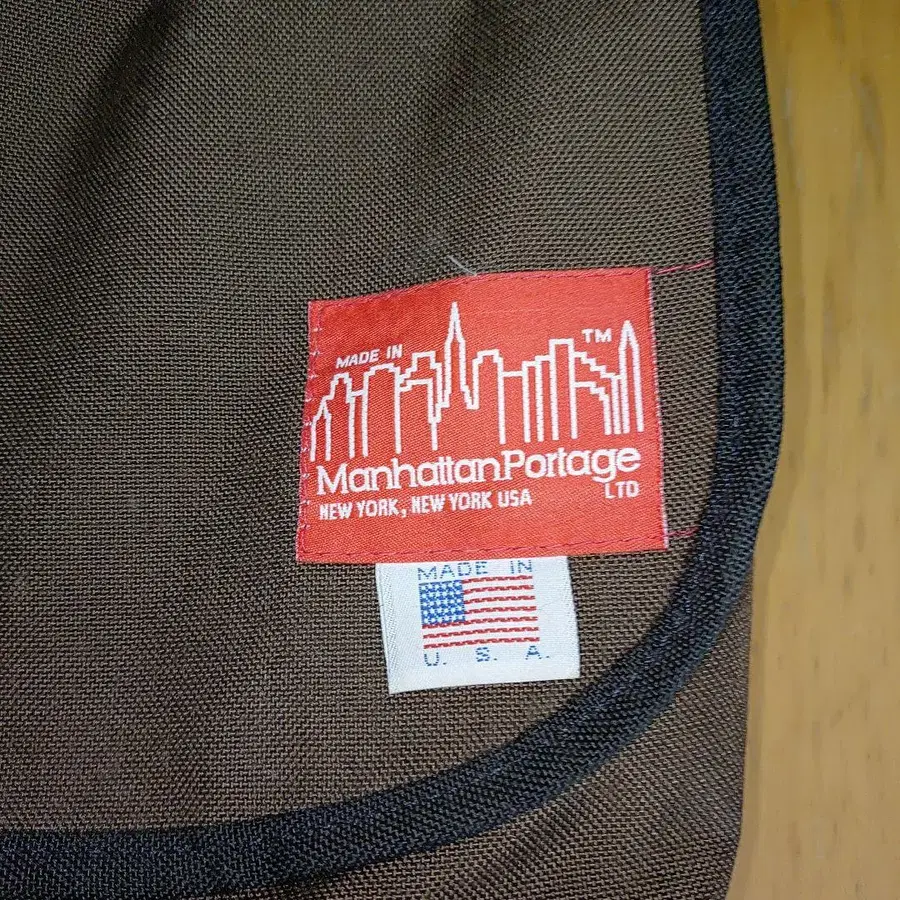 MADE IN
TM
ManhattanPortage
LTD
NEW YORK, NEW YORK USA
MADE IN
U. S. A.